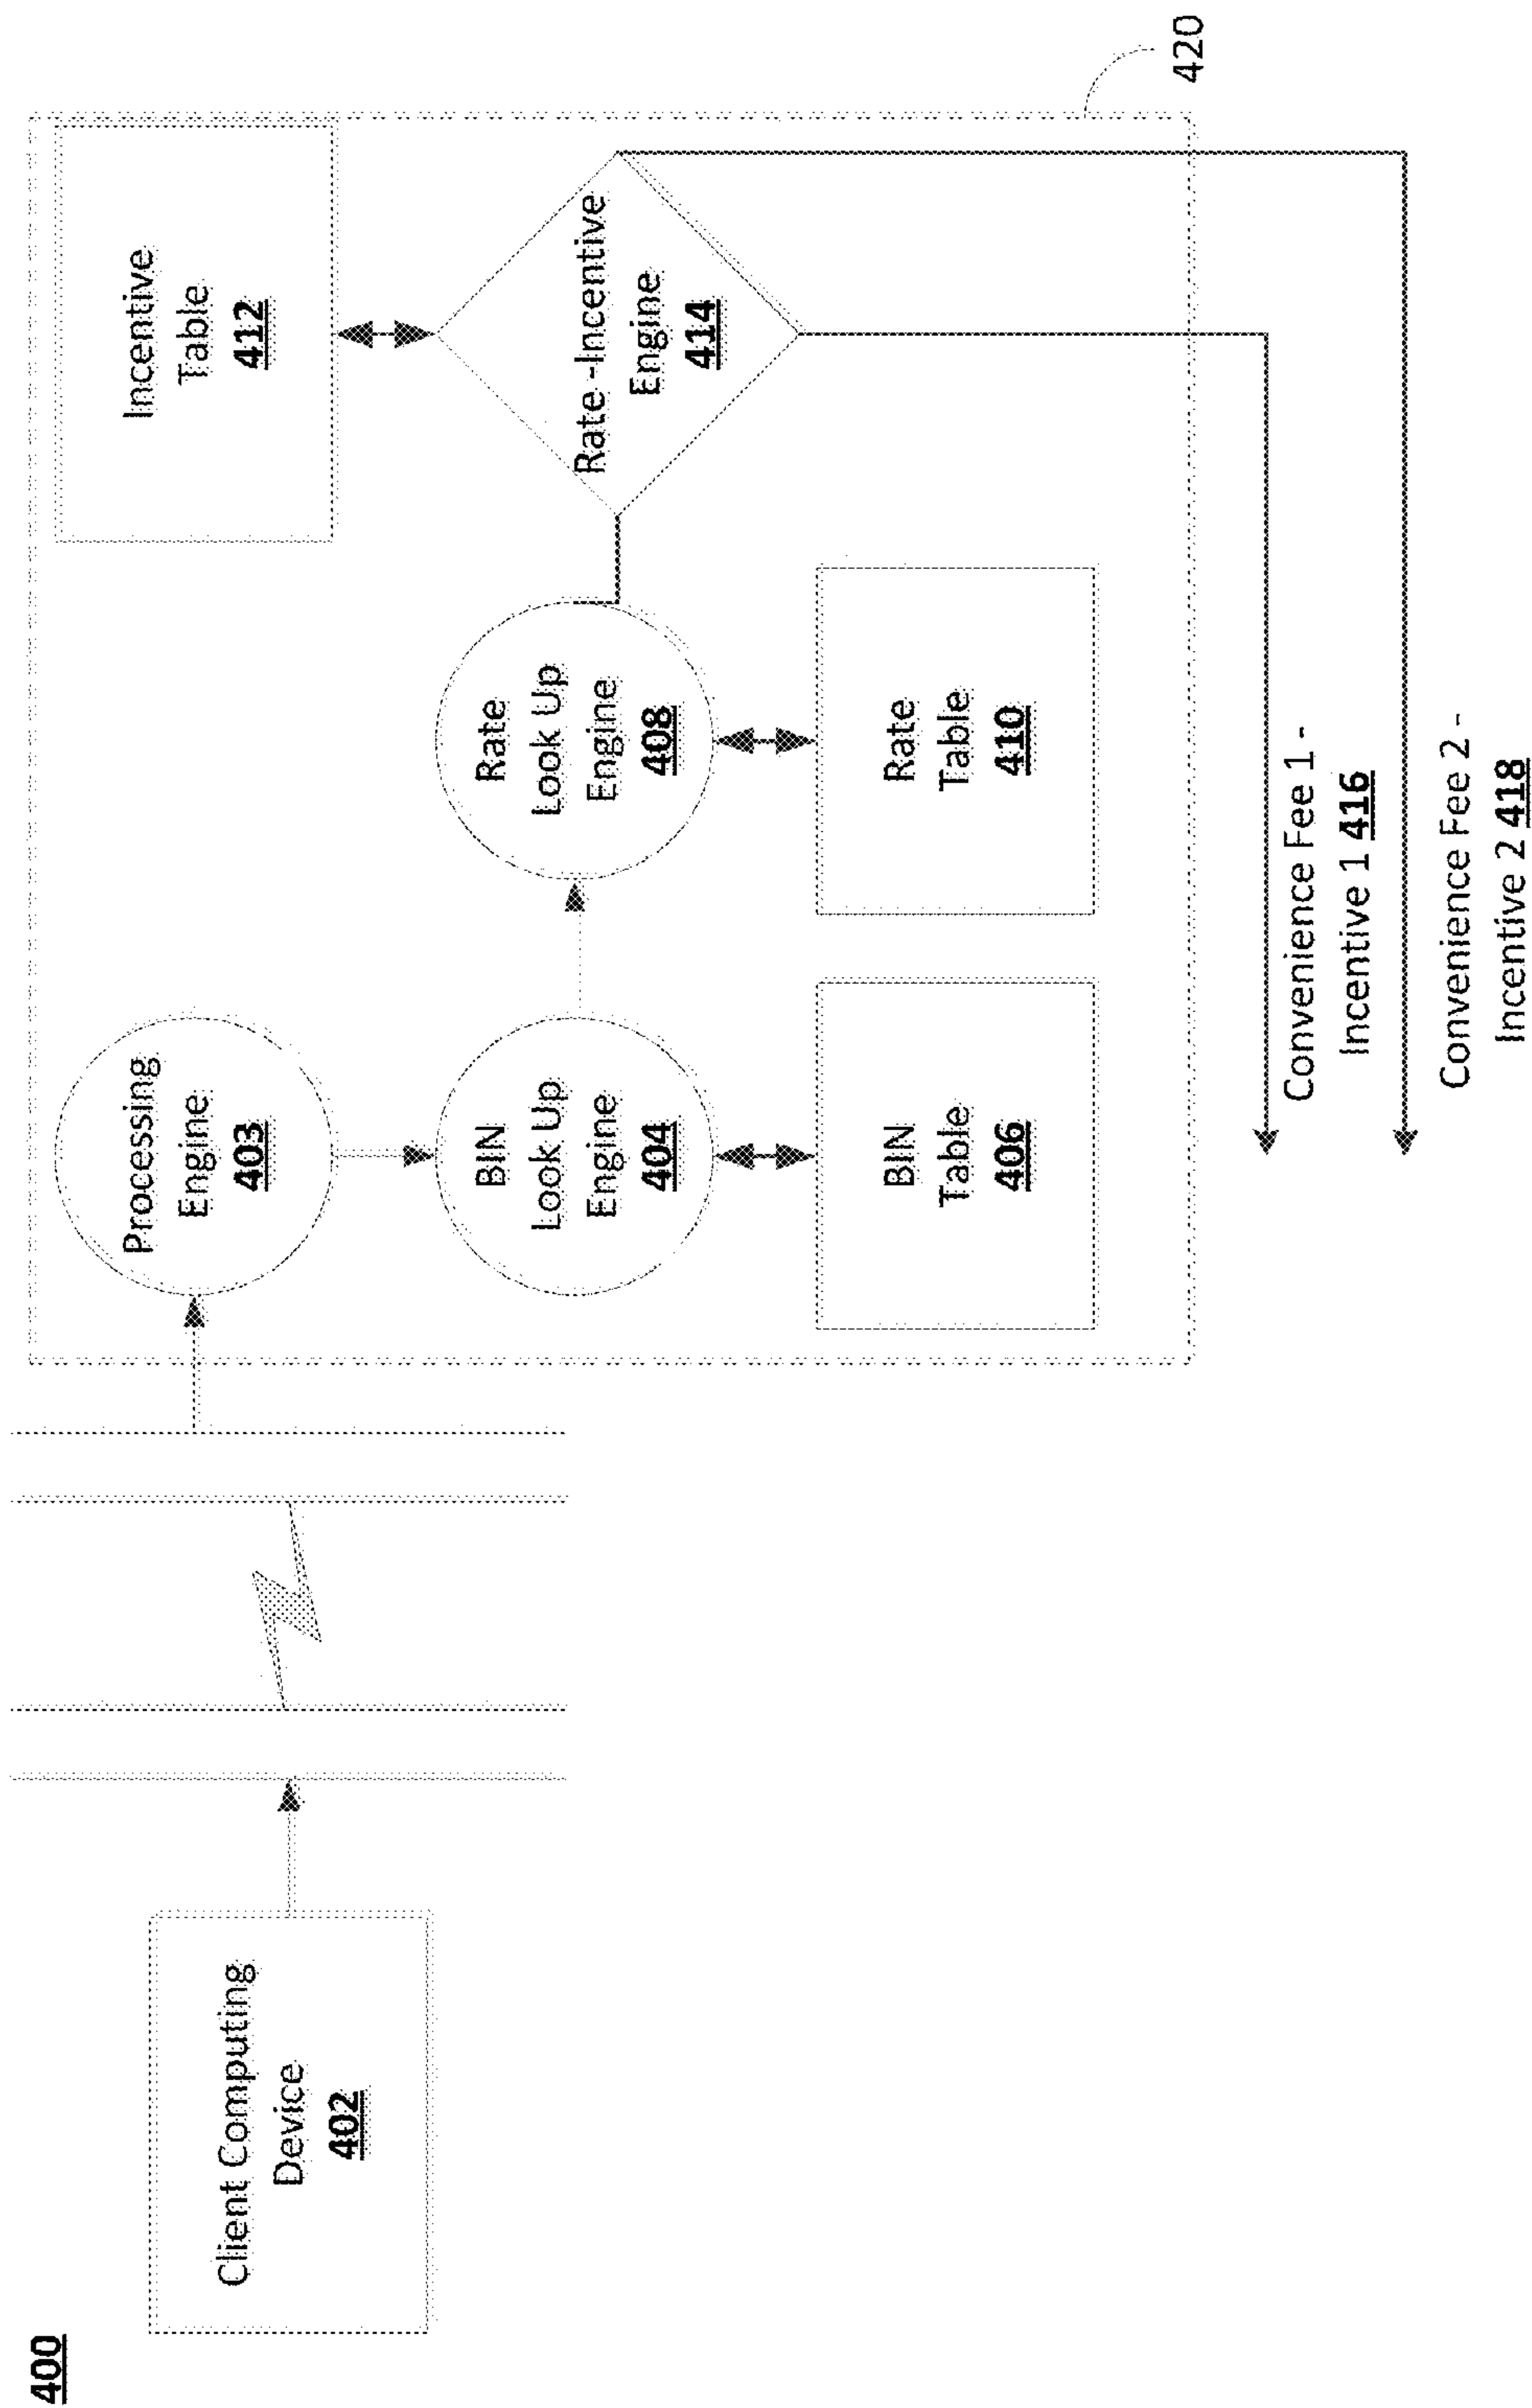 400
Client Computing
Device
402
Processing
Engine
403
BIN
Look Up
Engine
404
BIN
Table
406
Rate
Look Up
Engine
408
Rate
Table
410
Incentive
Table
412
Rate -Incentive
Engine
414
Convenience Fee 1 -
Incentive 1 416
Convenience Fee 2 -
Incentive 2 418
420